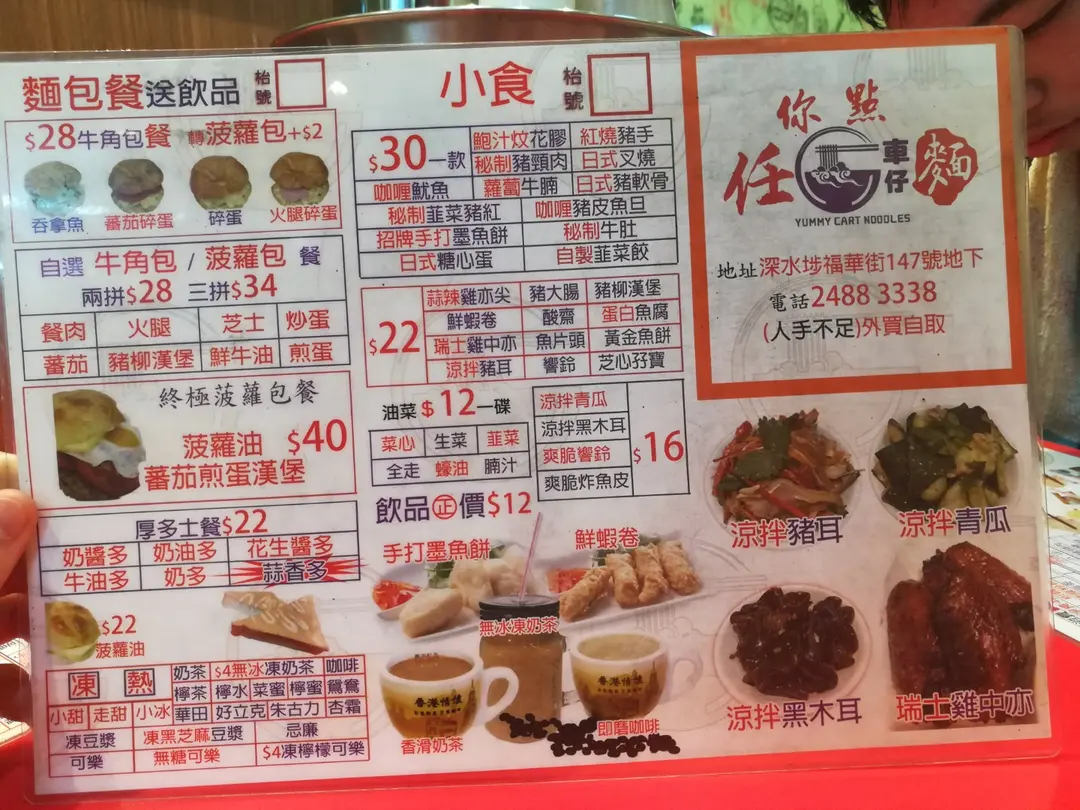 麵包餐送飲品 枱號
$28牛角包餐 轉菠蘿包+$2
吞拿魚 蕃茄碎蛋 碎蛋 火腿碎蛋
自選 牛角包 / 菠蘿包 餐
兩拼$28 三拼$34
餐肉 火腿 芝士 炒蛋
蕃茄 豬柳漢堡 鮮牛油 煎蛋
終極菠蘿包餐
菠蘿油 $40
蕃茄煎蛋漢堡
厚多士餐$22
奶醬多 奶油多 花生醬多
牛油多 奶多 蒜香多
$22
菠蘿油
凍 熱
奶茶 $4無冰凍奶茶 咖啡
檸茶 檸水 菜蜜 檸蜜 鴛鴦
小甜 走甜 小冰 華田 好立克 朱古力 杏霜
凍豆漿 凍黑芝麻豆漿 忌廉
可樂 無糖可樂 $4凍檸檬可樂
小食 枱號
$30一款
鮑汁炆花膠 紅燒豬手
秘制豬頸肉 日式叉燒
咖喱魷魚 蘿蔔牛腩 日式豬軟骨
秘制韮菜豬紅 咖喱豬皮魚旦
招牌手打墨魚餅 秘制牛肚
日式糖心蛋 自製韮菜餃
$22
蒜辣雞亦尖 豬大腸 豬柳漢堡
鮮蝦卷 酸齋 蛋白魚腐
瑞士雞中亦 魚片頭 黃金魚餅
涼拌豬耳 響鈴 芝心孖寶
油菜$12一碟
菜心 生菜 韮菜
全走 蠔油 腩汁
涼拌青瓜
涼拌黑木耳
爽脆響鈴
爽脆炸魚皮
$16
飲品正價$12
手打墨魚餅 鮮蝦卷
無冰凍奶茶
香港情懷
香滑奶茶 即磨咖啡
你點
任
車仔麵
YUMMY CART NOODLES
地址深水埗福華街147號地下
電話2488 3338
(人手不足)外買自取
涼拌豬耳 涼拌青瓜
涼拌黑木耳 瑞士雞中亦